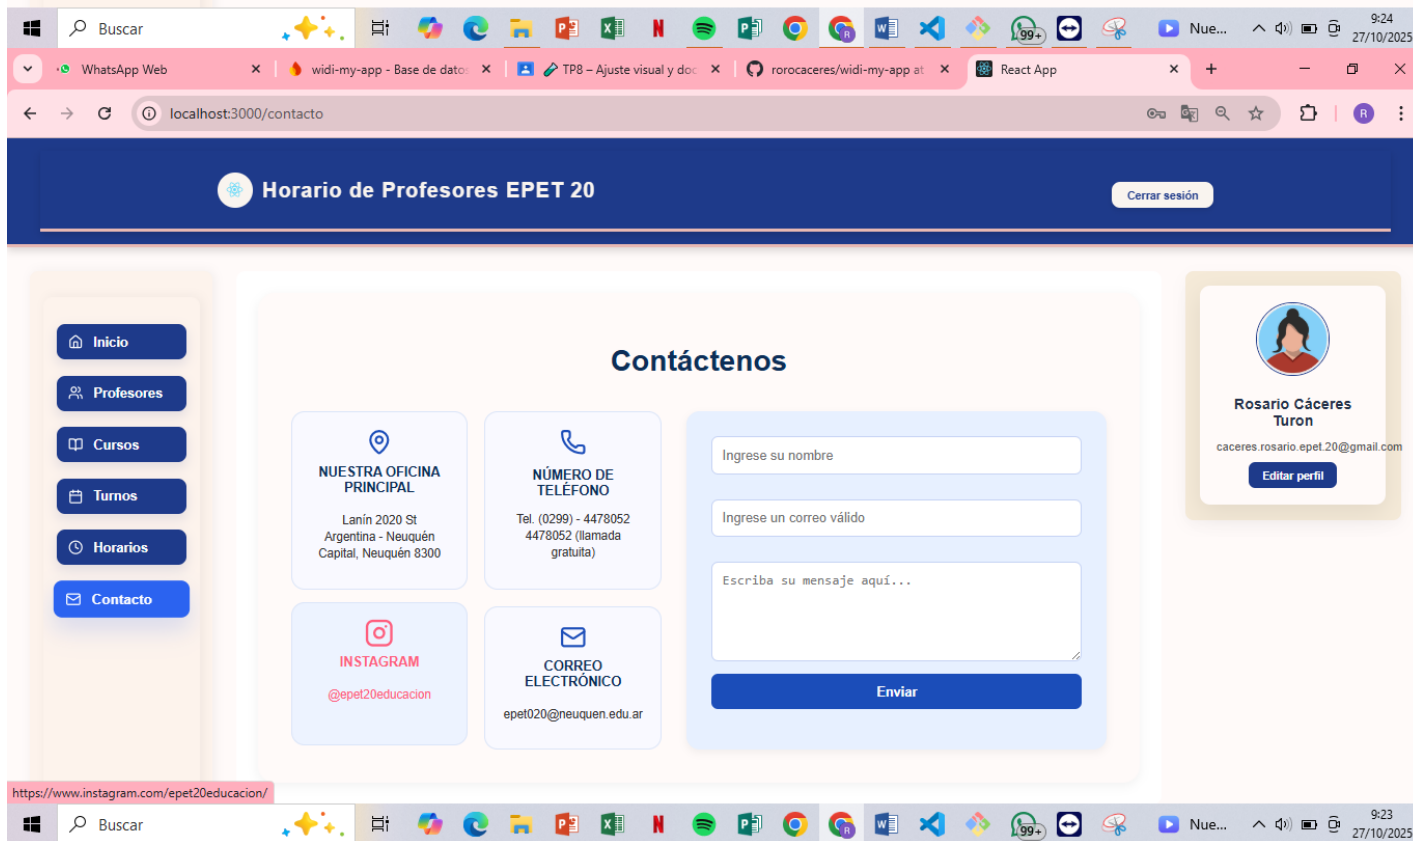 Buscar
99+
Nue...
9:24
27/10/2025
WhatsApp Web
widi-my-app - Base de datos
TP8 – Ajuste visual y doc
rorocaceres/widi-my-app at
React App
localhost:3000/contacto
R
Horario de Profesores EPET 20
Cerrar sesión
Inicio
Profesores
Cursos
Turnos
Horarios
Contacto
Contáctenos
NUESTRA OFICINA
PRINCIPAL
Lanín 2020 St
Argentina - Neuquén
Capital, Neuquén 8300
NÚMERO DE
TELÉFONO
Tel. (0299) - 4478052
4478052 (llamada
gratuita)
INSTAGRAM
@epet20educacion
CORREO
ELECTRÓNICO
epet020@neuquen.edu.ar
Ingrese su nombre
Ingrese un correo válido
Escriba su mensaje aquí...
Enviar
Rosario Cáceres
Turon
caceres.rosario.epet.20@gmail.com
Editar perfil
https://www.instagram.com/epet20educacion/
Buscar
99+
Nue...
9:23
27/10/2025